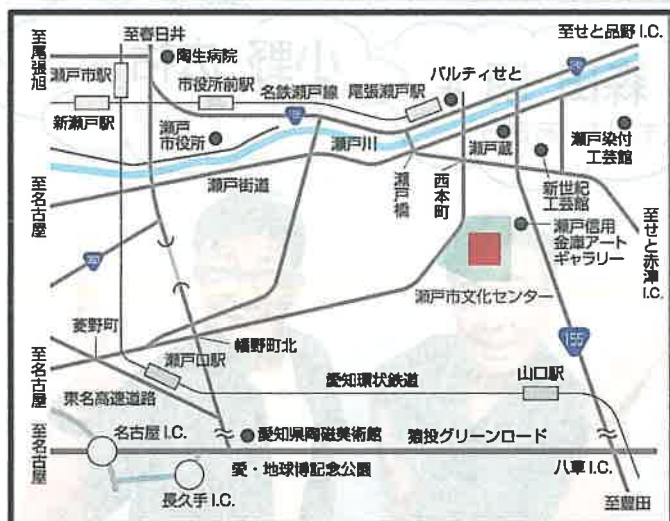 至春日井
至尾張旭
陶生病院
瀬戸市駅
市役所前駅
名鉄瀬戸線
尾張瀬戸駅
パルティせと
至せと品野I.C.
新瀬戸駅
瀬戸
市役所
瀬戸川
瀬戸蔵
瀬戸染付
工芸館
瀬戸街道
瀬戸橋
西本町
新世紀
工芸館
至名古屋
瀬戸信用
金庫アート
ギャラリー
至せと赤津I.C.
瀬戸市文化センター
菱野町
幡野町北
155
瀬戸口駅
愛知環状鉄道
山口駅
至名古屋
東名高速道路
名古屋I.C.
愛知県陶磁美術館
猿投グリーンロード
至名古屋
愛・地球博記念公園
八草I.C.
長久手I.C.
至豊田